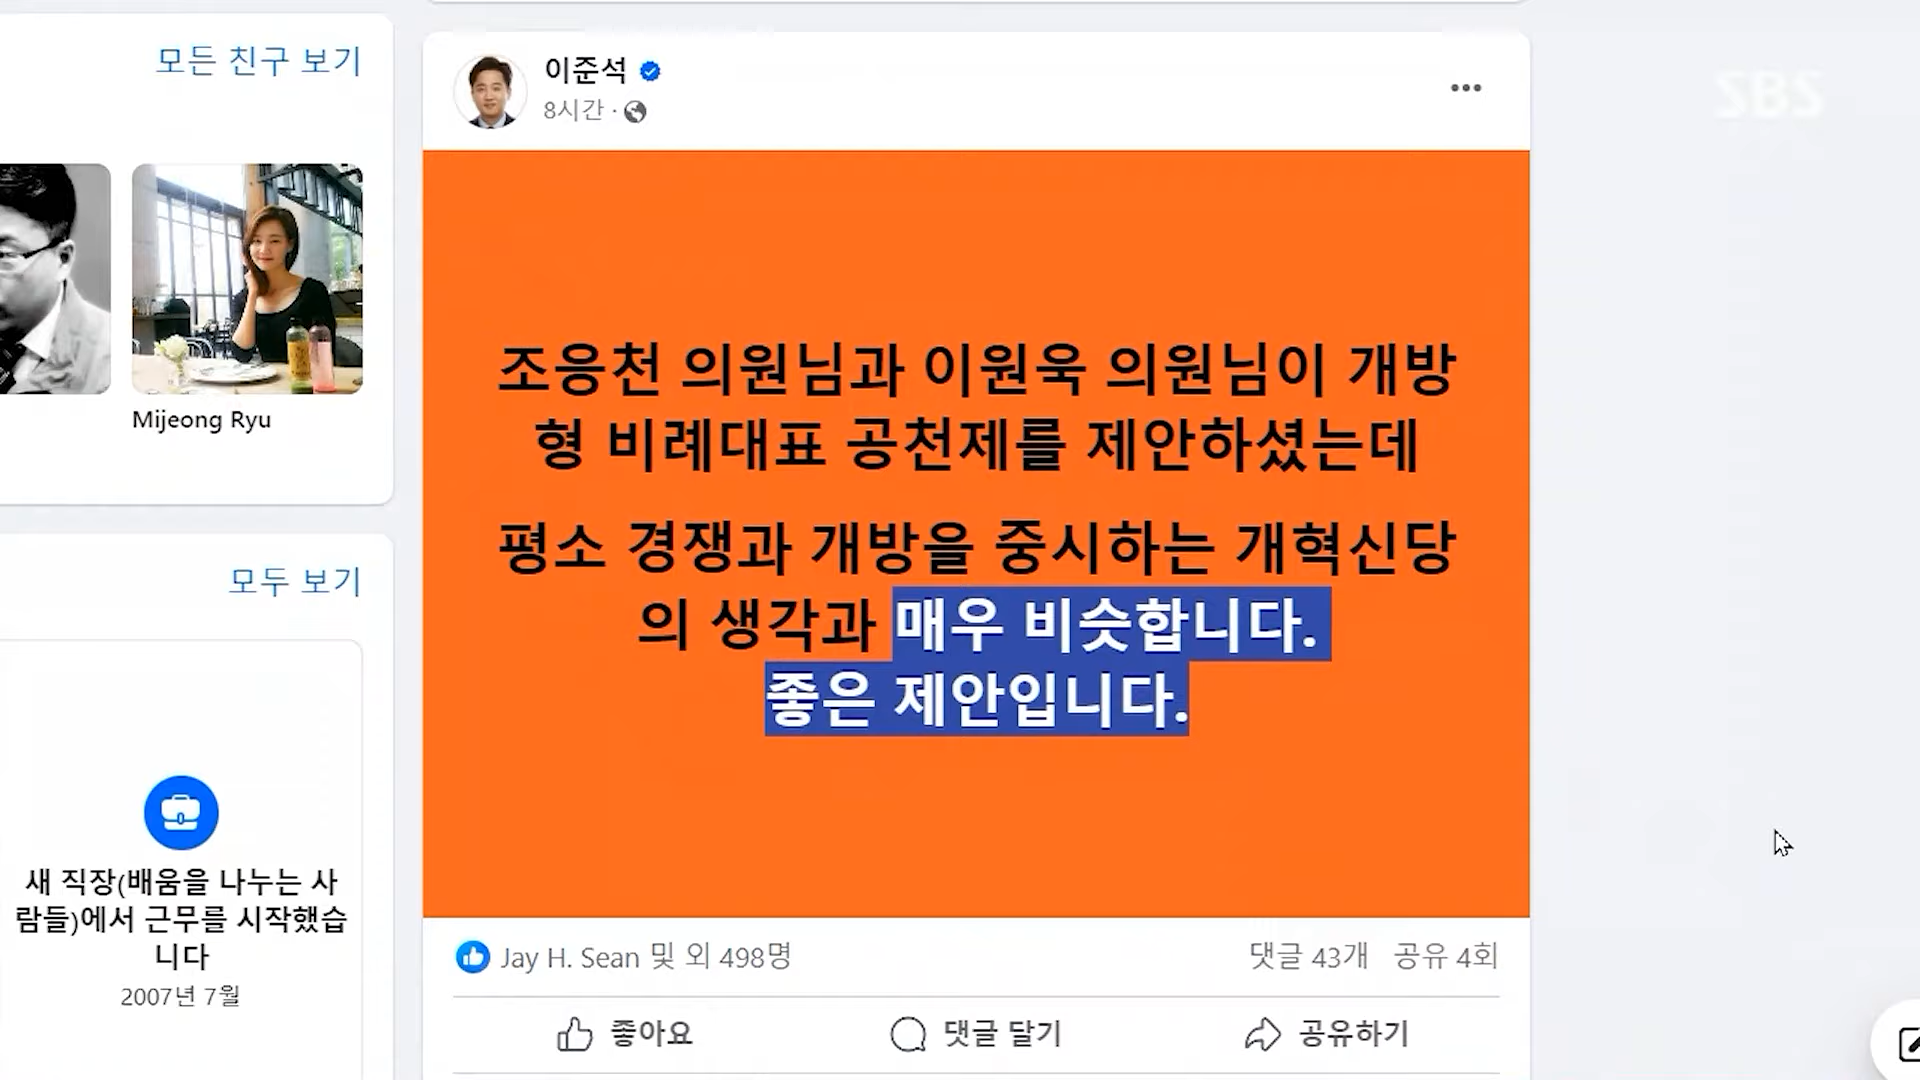 모든 친구 보기
Mijeong Ryu
모두 보기
새 직장(배움을 나누는 사
람들)에서 근무를 시작했습
니다
2007년 7월
이준석
8시간 ·
조응천 의원님과 이원욱 의원님이 개방
형 비례대표 공천제를 제안하셨는데
평소 경쟁과 개방을 중시하는 개혁신당
의 생각과 매우 비슷합니다.
좋은 제안입니다.
Jay H. Sean 및 외 498명
댓글 43개 공유 4회
좋아요
댓글 달기
공유하기
SBS